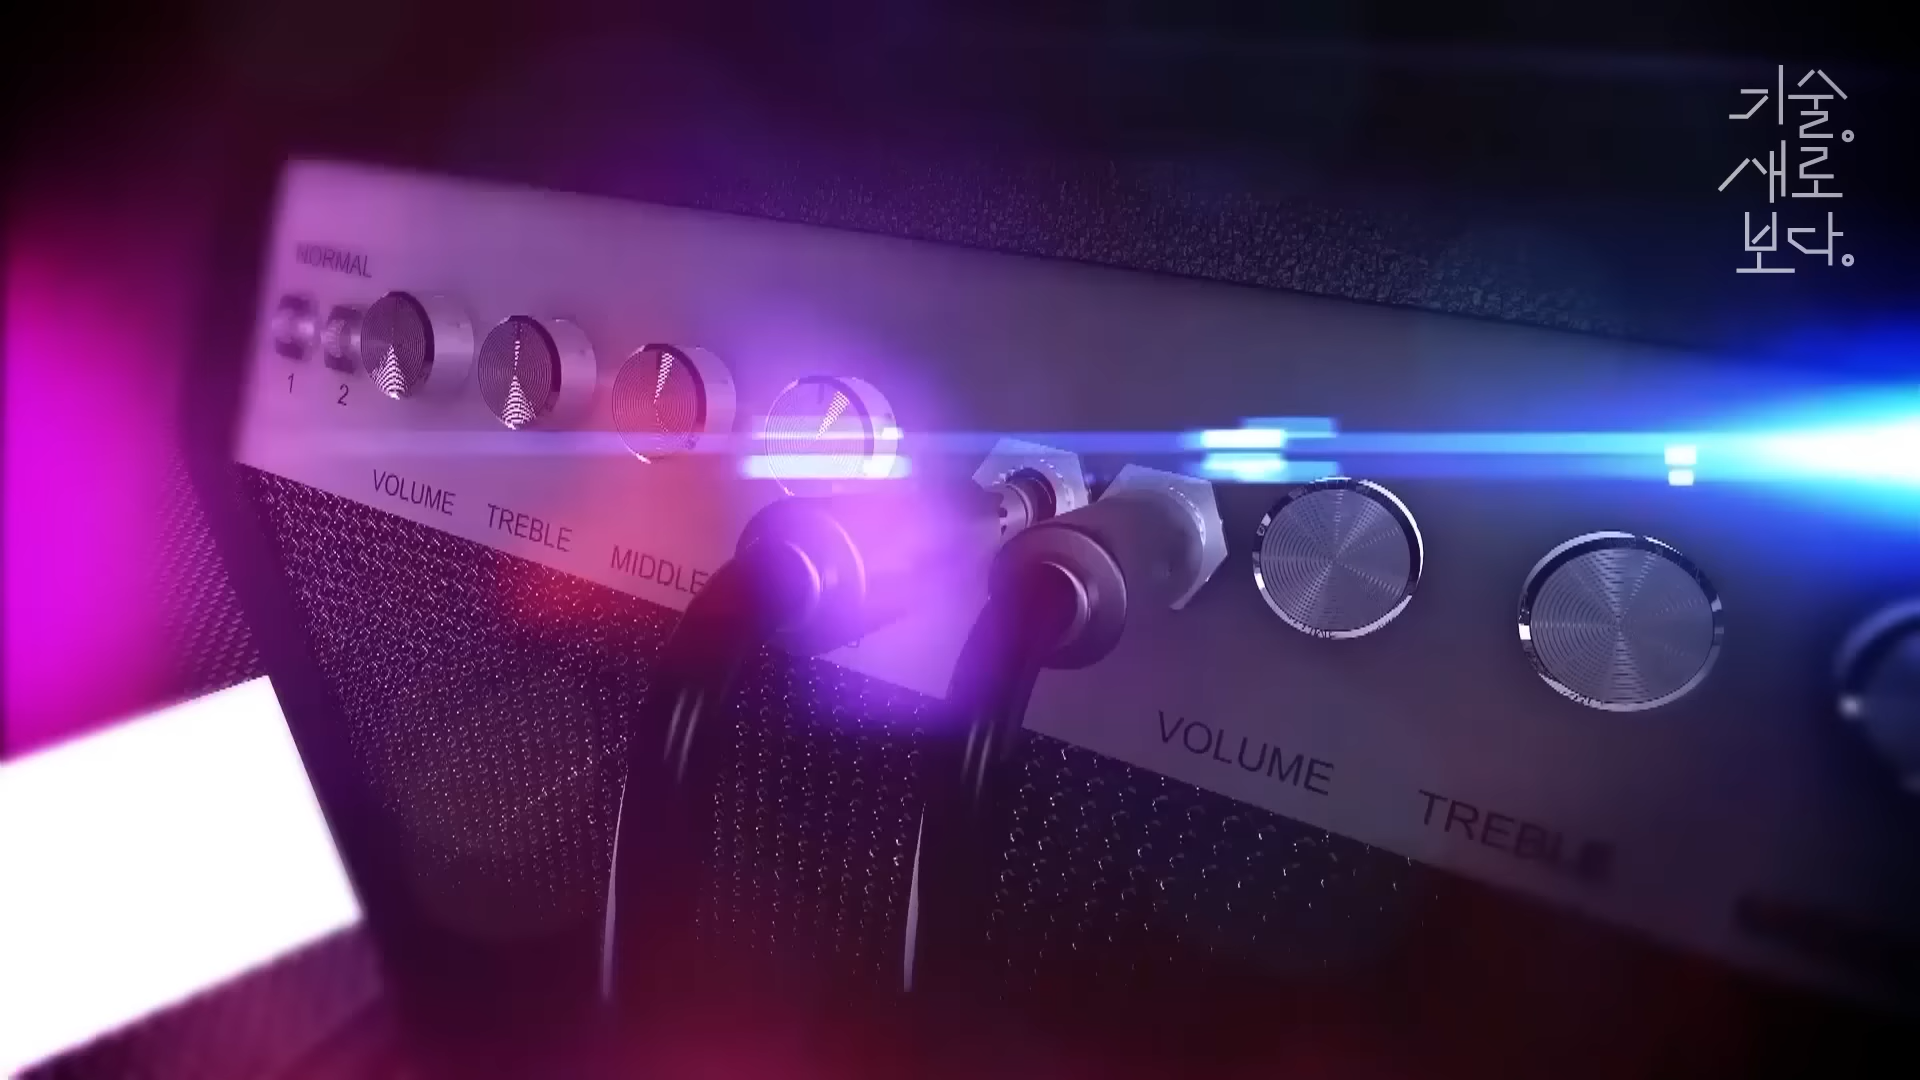 기술.
새로
보다.
NORMAL
1 2
VOLUME TREBLE MIDDLE
VOLUME TREBLE